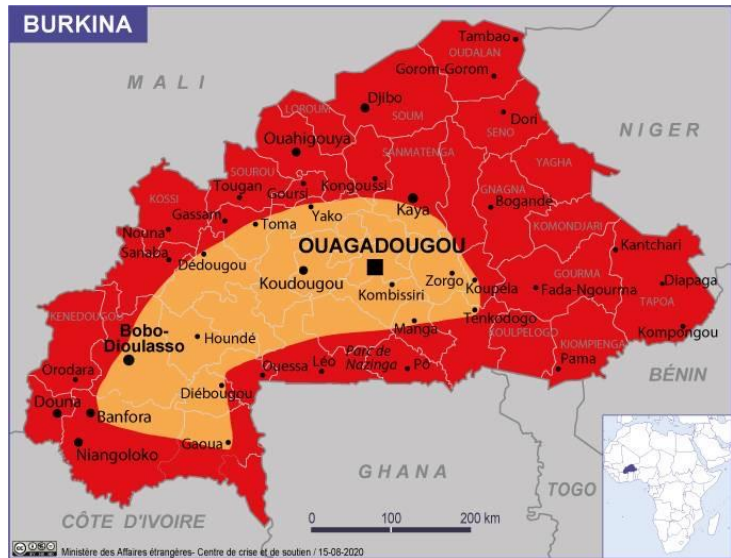 BURKINA
Tambao
OUDALAN
MALI
Gorom-Gorom
Djibo
LOROUM
SOUM
Dori
NIGER
SENO
Ouahigouya
SANMATENGA
YAGHA
SOUROU
Tougan
Goursi
Kongoussi
GNAGNA
KOSSI
Gassam
Yako
Kaya
Bogande
Nouna
Toma
KOMONDJARI
Sanaba
OUAGADOUGOU
Kantchari
Dédougou
Koudougou
Zorgo
Koupéla
GOURMA
Diapaga
Kombissiri
Fada-Ngourma
TAPOA
KENEDOUGOU
Tenkodogo
Bobo-
Dioulasso
Houndé
Manga
KOULPELOGO
KIOMPIENGA
Kompongou
Ouessa
Léo
Parc de
Nazinga
Pô
Pama
Orodara
BÉNIN
Diébougou
Douna
Banfora
Gaoua
Niangoloko
GHANA
TOGO
CÔTE D'IVOIRE
0 100 200 km
Ministère des Affaires étrangères- Centre de crise et de soutien / 15-08-2020